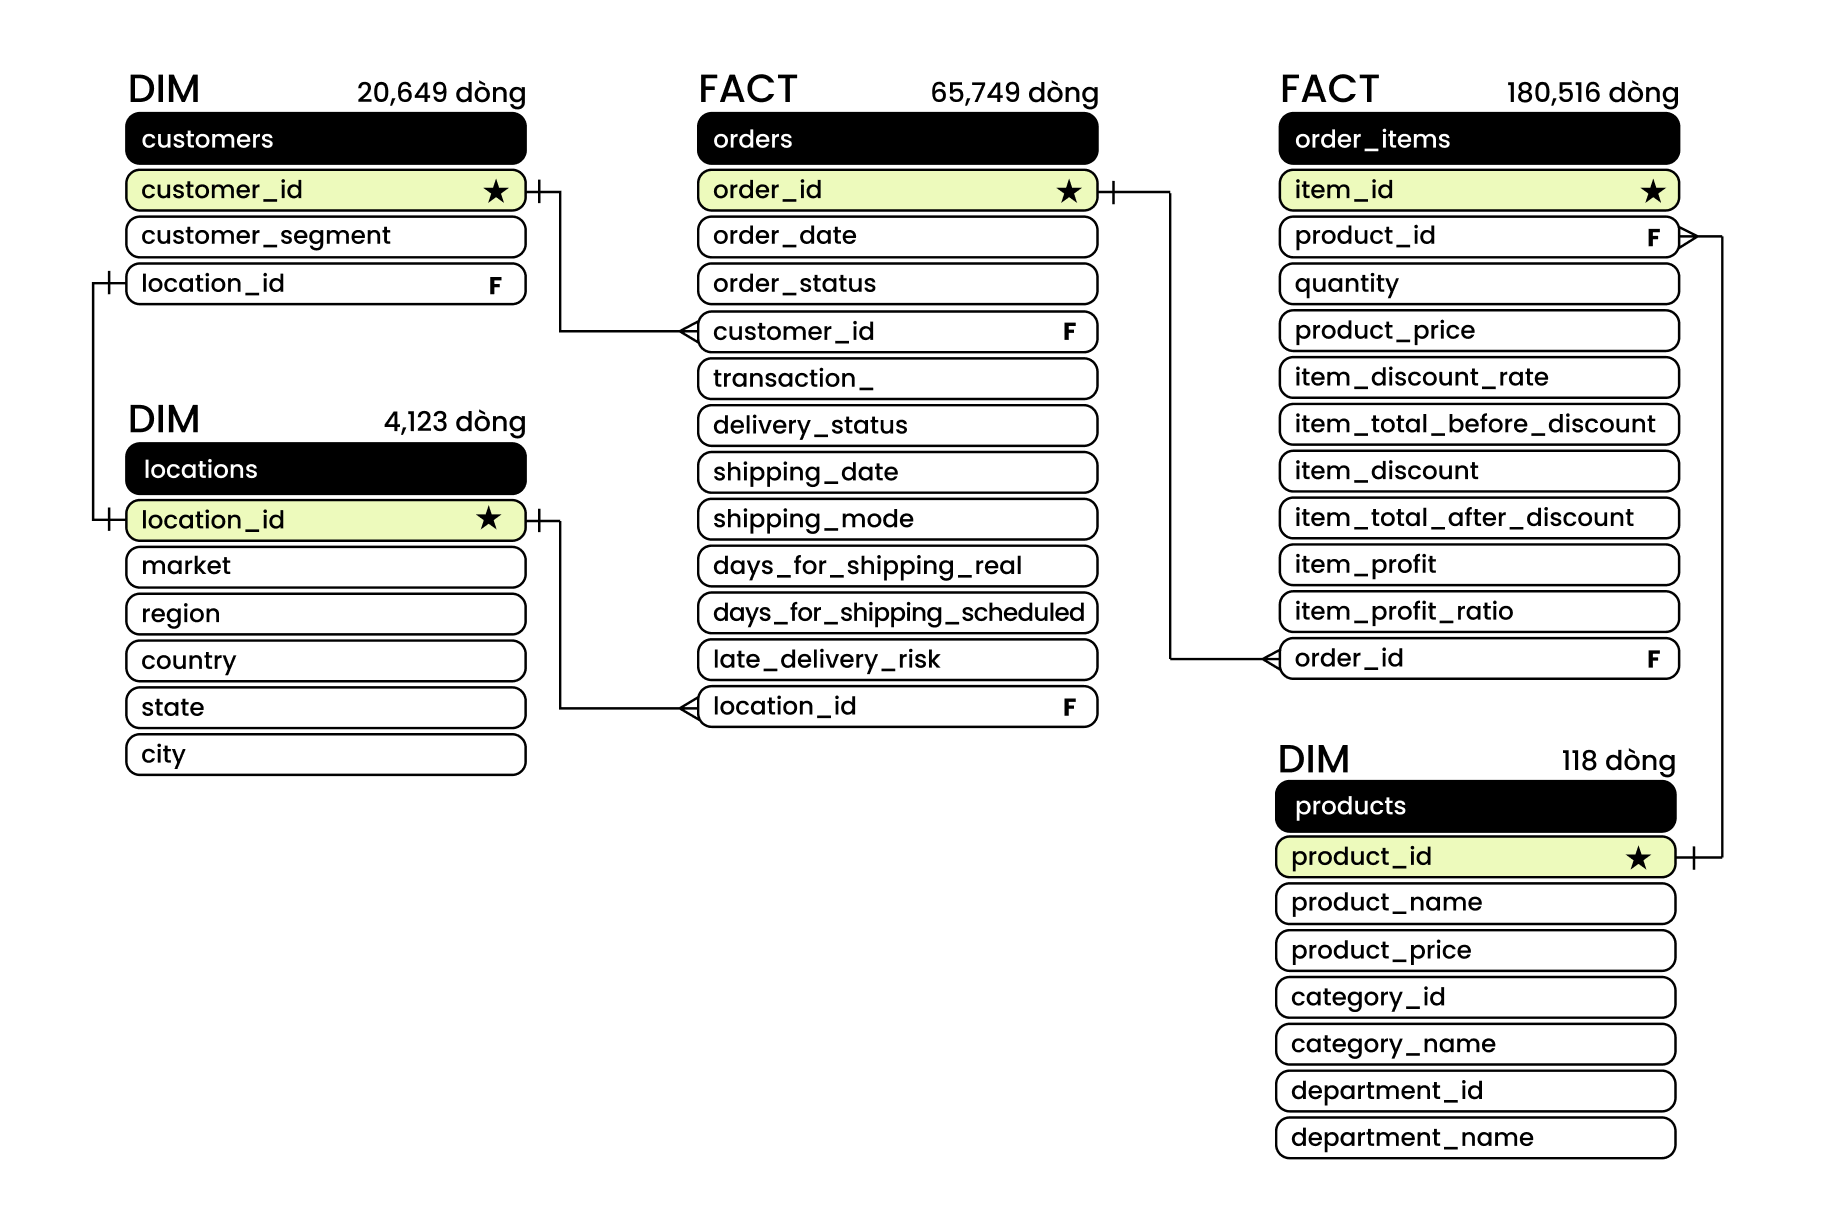 DIM 20,649 dòng
customers
customer_id ★
customer_segment
location_id F
DIM 4,123 dòng
locations
location_id ★
market
region
country
state
city
FACT 65,749 dòng
orders
order_id ★
order_date
order_status
customer_id F
transaction_
delivery_status
shipping_date
shipping_mode
days_for_shipping_real
days_for_shipping_scheduled
late_delivery_risk
location_id F
FACT 180,516 dòng
order_items
item_id ★
product_id F
quantity
product_price
item_discount_rate
item_total_before_discount
item_discount
item_total_after_discount
item_profit
item_profit_ratio
order_id F
DIM 118 dòng
products
product_id ★
product_name
product_price
category_id
category_name
department_id
department_name